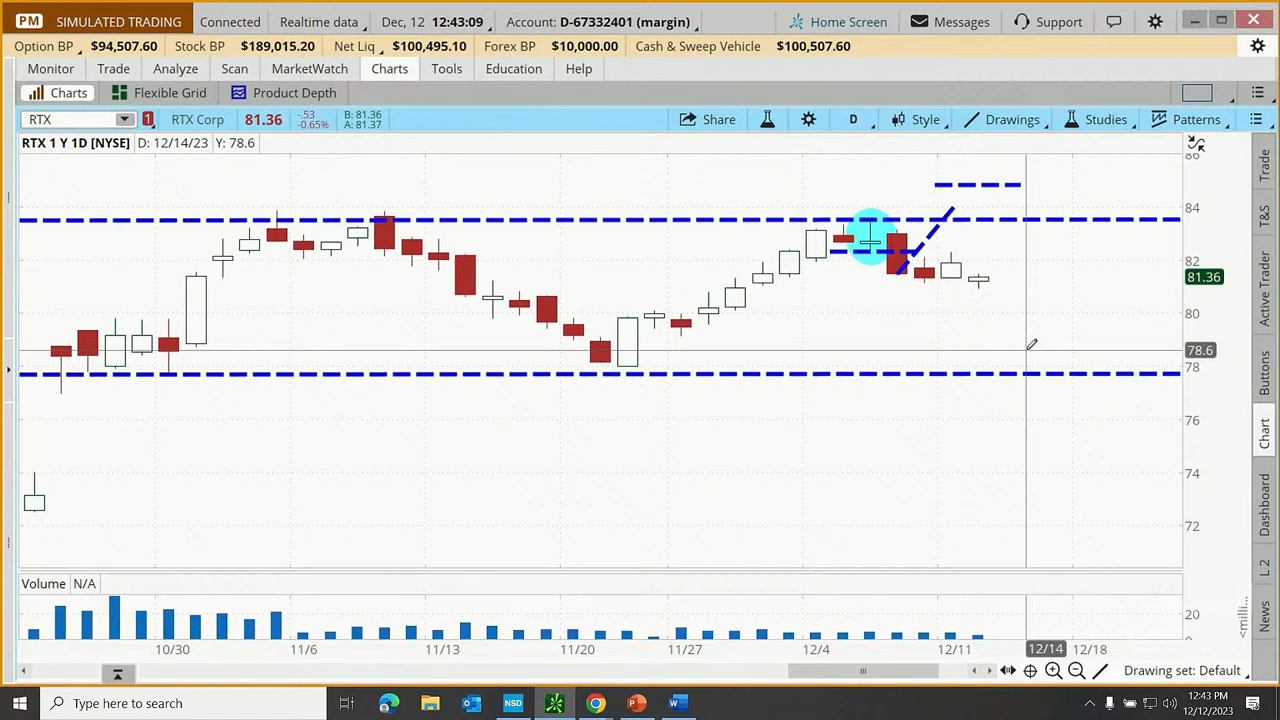 PM SIMULATED TRADING Connected Realtime data Dec, 12 12:43:09 Account: D-67332401 (margin) Home Screen Messages Support
Option BP $94,507.60 Stock BP $189,015.20 Net Liq $100,495.10 Forex BP $10,000.00 Cash & Sweep Vehicle $100,507.60
Monitor Trade Analyze Scan MarketWatch Charts Tools Education Help
Charts Flexible Grid Product Depth
RTX 1 RTX Corp 81.36 -.53 -0.65% B: 81.36 A: 81.37 Share D Style Drawings Studies Patterns
RTX 1 Y 1D [NYSE] D: 12/14/23 Y: 78.6
86
84
82
81.36
80
78.6
78
76
74
72
Volume N/A
20
0
<milli...
10/30 11/6 11/13 11/20 11/27 12/4 12/11 12/14 12/18
Drawing set: Default
Trade
T&S
Active Trader
Buttons
Chart
Dashboard
L 2
News
Type here to search
NSD
12:43 PM
12/12/2023